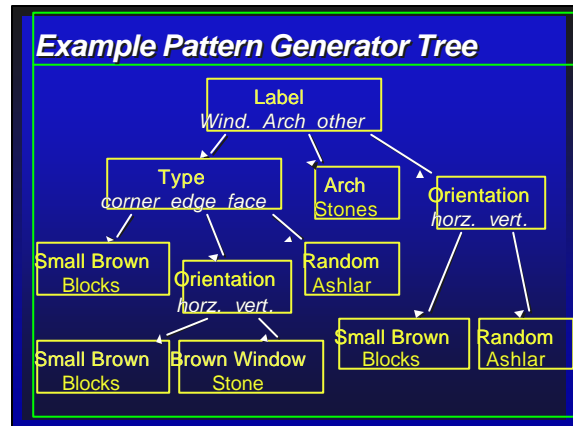 Example Pattern Generator Tree
Label
Wind. Arch other
Type
corner edge face
Arch
Stones
Orientation
horz. vert.
Small Brown
Blocks
Orientation
horz. vert.
Random
Ashlar
Small Brown
Blocks
Brown Window
Stone
Small Brown
Blocks
Random
Ashlar